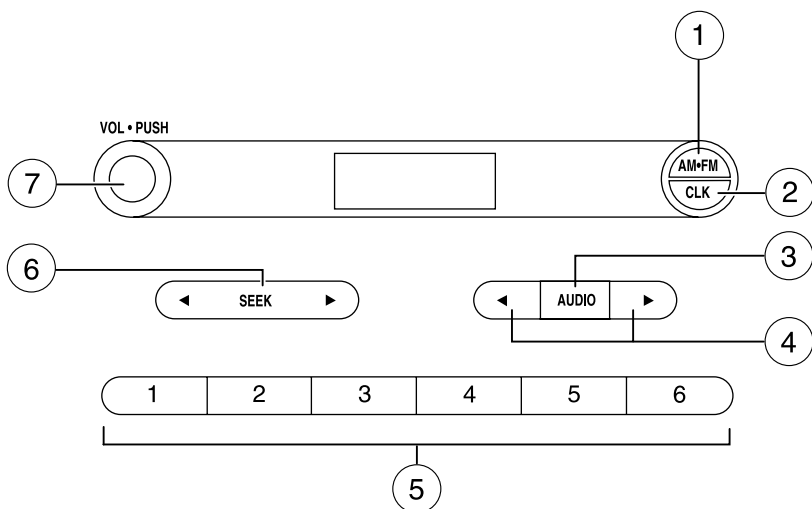 1
VOL • PUSH
AM•FM
7
CLK
2
6
3
◄ SEEK ►
◄ AUDIO ►
4
1 2 3 4 5 6
5